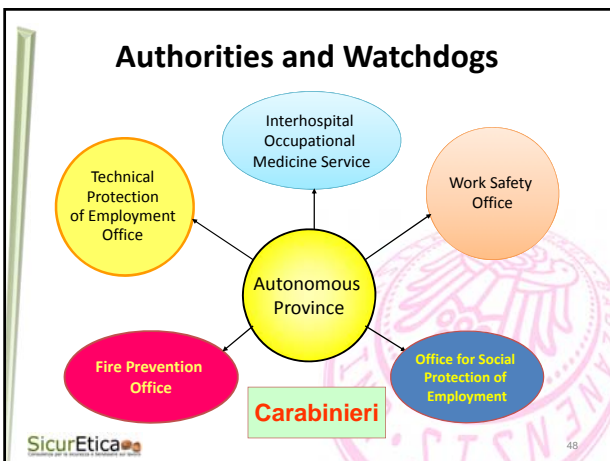 Authorities and Watchdogs
Interhospital
Occupational
Medicine Service
Technical
Protection
of Employment
Office
Work Safety
Office
Autonomous
Province
Fire Prevention
Office
Office for Social
Protection of
Employment
Carabinieri
SicurEtica
48